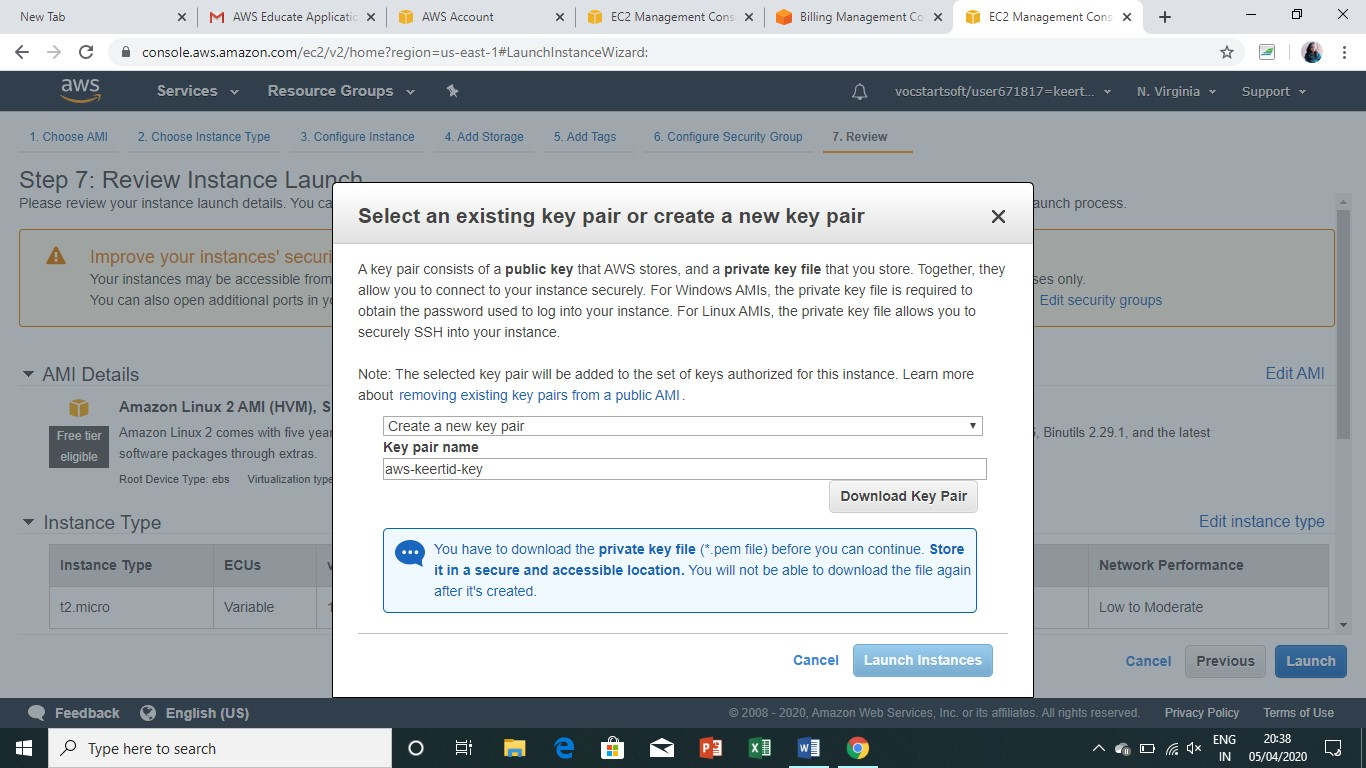 New Tab
AWS Educate Applicatio
AWS Account
EC2 Management Cons
Billing Management Co
EC2 Management Cons
console.aws.amazon.com/ec2/v2/home?region=us-east-1#LaunchInstanceWizard:
aws
Services
Resource Groups
vocstartsoft/user671817=keert...
N. Virginia
Support
1. Choose AMI
2. Choose Instance Type
3. Configure Instance
4. Add Storage
5. Add Tags
6. Configure Security Group
7. Review
Step 7: Review Instance Launch
Please review your instance launch details. You ca
aunch process.
Improve your instances' securi
Your instances may be accessible from
ses only.
You can also open additional ports in yo
Edit security groups
AMI Details
Edit AMI
Amazon Linux 2 AMI (HVM), S
Free tier
eligible
Amazon Linux 2 comes with five year
, Binutils 2.29.1, and the latest
software packages through extras.
Root Device Type: ebs
Virtualization type
Instance Type
Edit instance type
Instance Type
ECUs
Network Performance
t2.micro
Variable
1
Low to Moderate
Select an existing key pair or create a new key pair
A key pair consists of a public key that AWS stores, and a private key file that you store. Together, they
allow you to connect to your instance securely. For Windows AMIs, the private key file is required to
obtain the password used to log into your instance. For Linux AMIs, the private key file allows you to
securely SSH into your instance.
Note: The selected key pair will be added to the set of keys authorized for this instance. Learn more
about removing existing key pairs from a public AMI.
Create a new key pair
Key pair name
aws-keertid-key
Download Key Pair
You have to download the private key file (*.pem file) before you can continue. Store
it in a secure and accessible location. You will not be able to download the file again
after it's created.
Cancel
Launch Instances
Cancel
Previous
Launch
Feedback
English (US)
© 2008 - 2020, Amazon Web Services, Inc. or its affiliates. All rights reserved.
Privacy Policy
Terms of Use
Type here to search
ENG
IN
20:38
05/04/2020